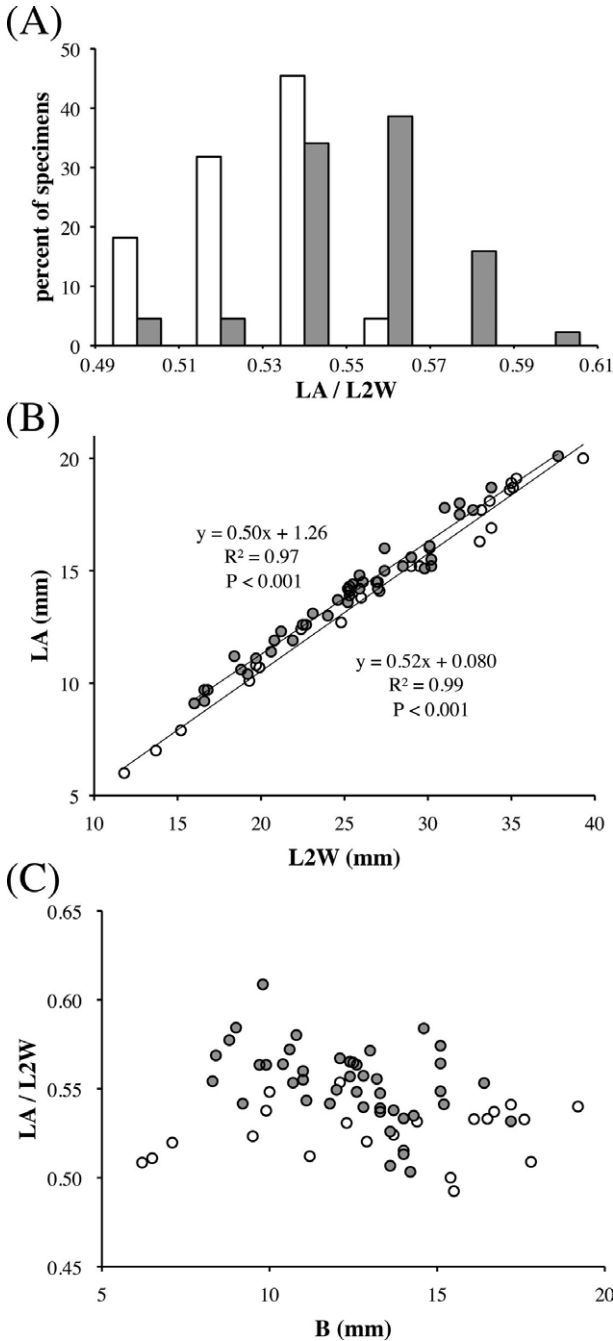 (A)
50
40
30
20
10
0
percent of specimens
0.49 0.51 0.53 0.55 0.57 0.59 0.61
LA / L2W
(B)
20
15
10
5
LA (mm)
y = 0.50x + 1.26
R² = 0.97
P < 0.001
y = 0.52x + 0.080
R² = 0.99
P < 0.001
10 15 20 25 30 35 40
L2W (mm)
(C)
0.65
0.60
0.55
0.50
0.45
LA / L2W
5 10 15 20
B (mm)